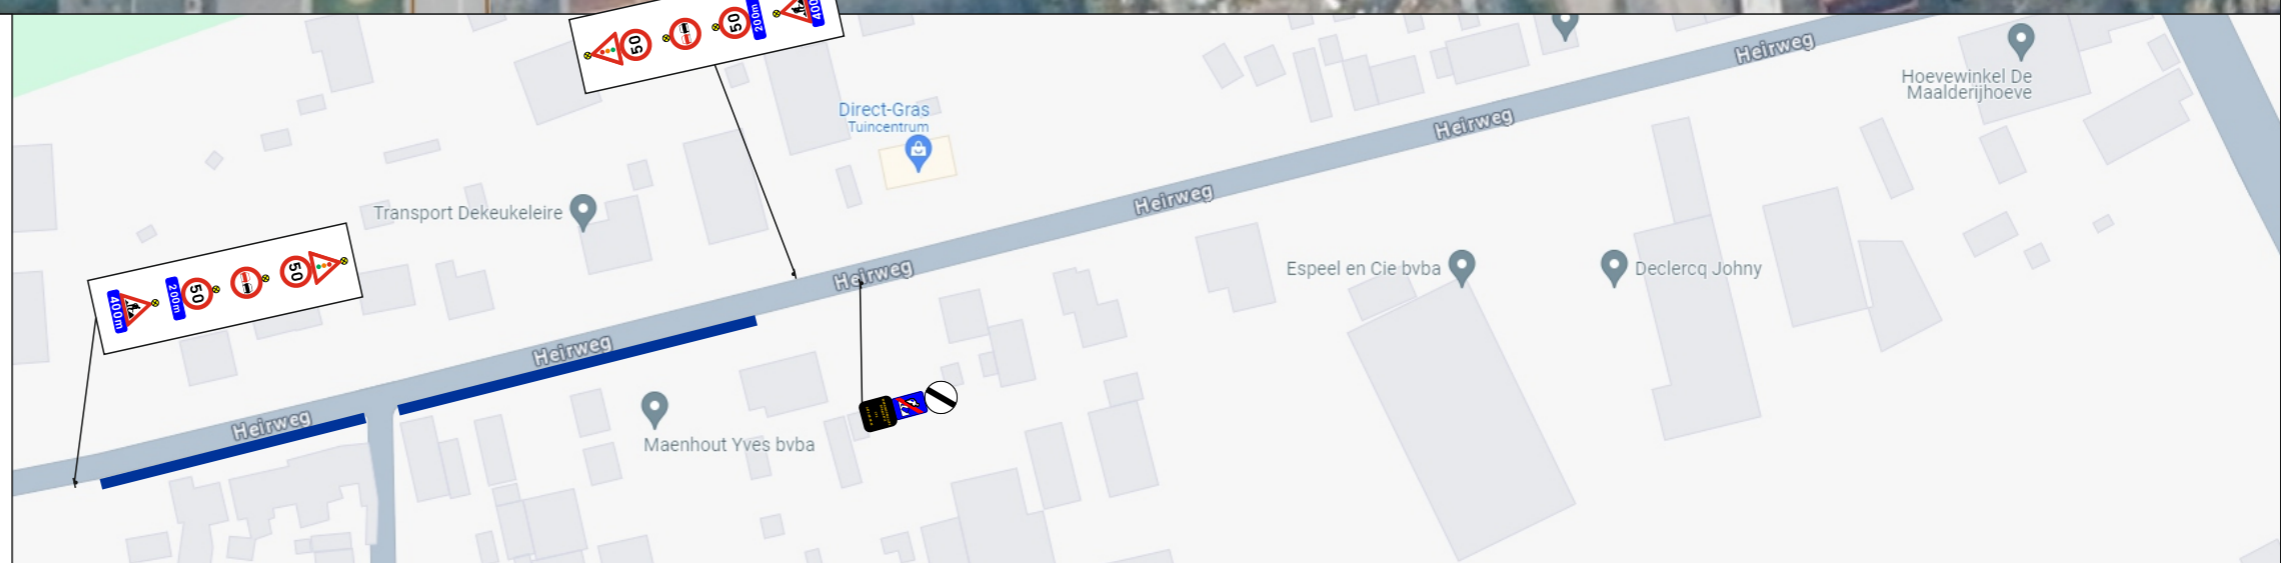 50
50
200m
400
Heirweg
Hoevewinkel De
Maalderijhoeve
Direct-Gras
Tuincentrum
Heirweg
Heirweg
Transport Dekeukeleire
Espeel en Cie bvba
Declercq Johny
400m
200m
50
50
Heirweg
Heirweg
Heirweg
Maenhout Yves bvba